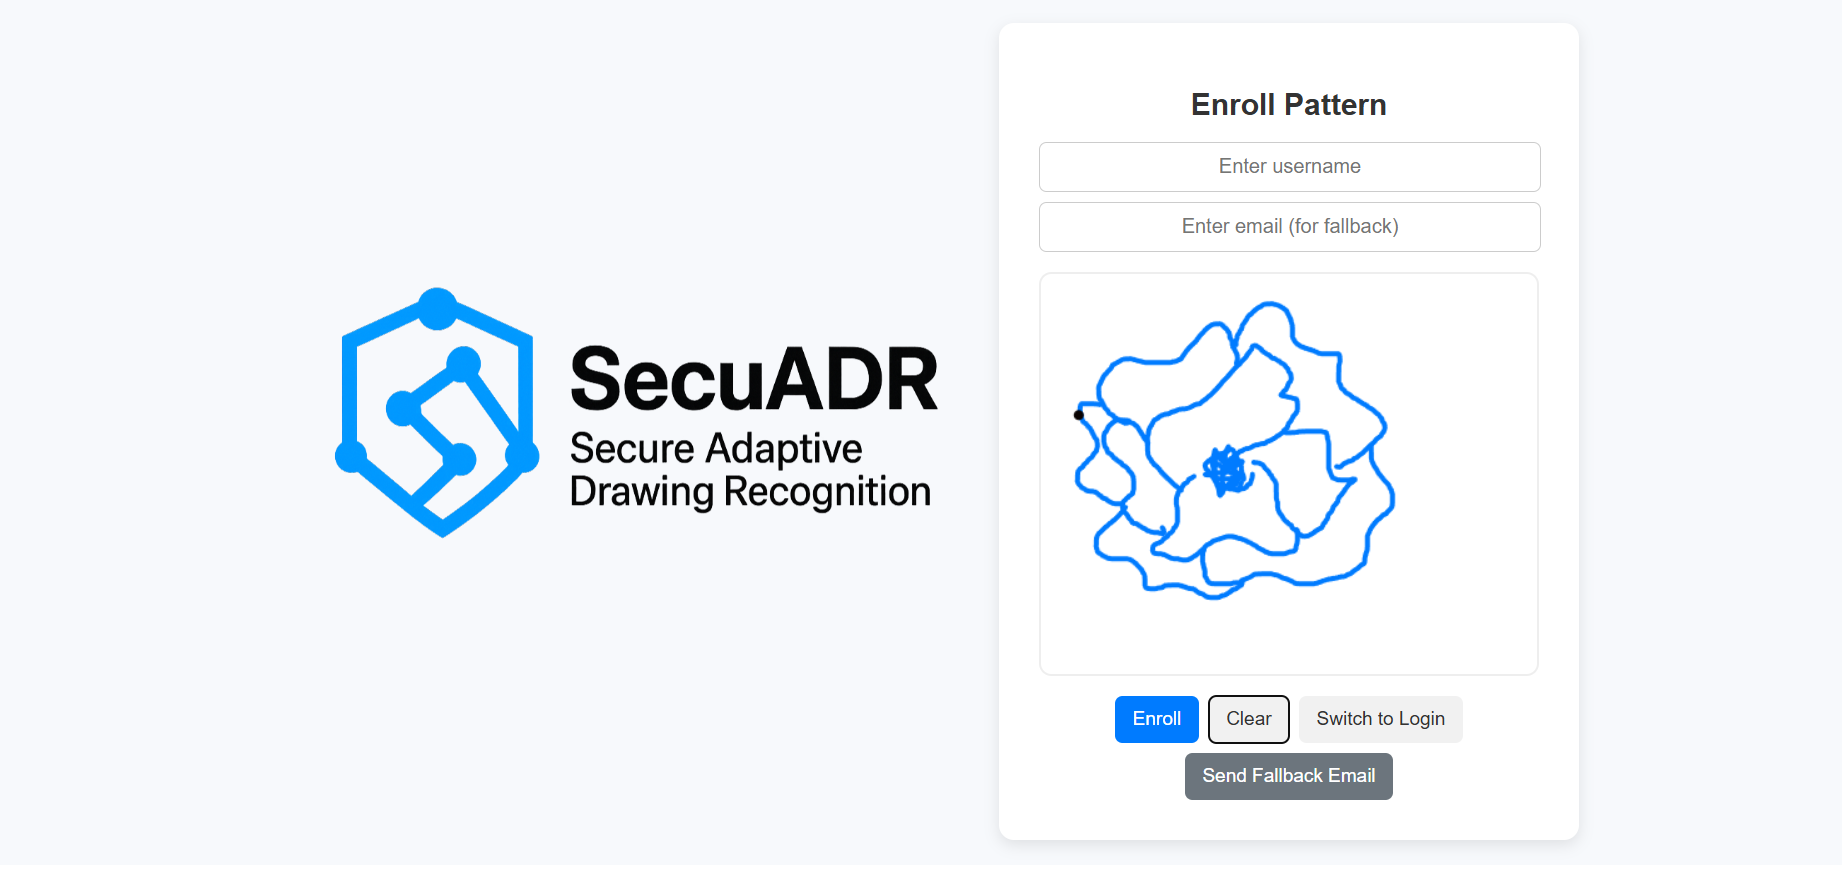 SecuADR
Secure Adaptive
Drawing Recognition
Enroll Pattern
Enter username
Enter email (for fallback)
Enroll
Clear
Switch to Login
Send Fallback Email